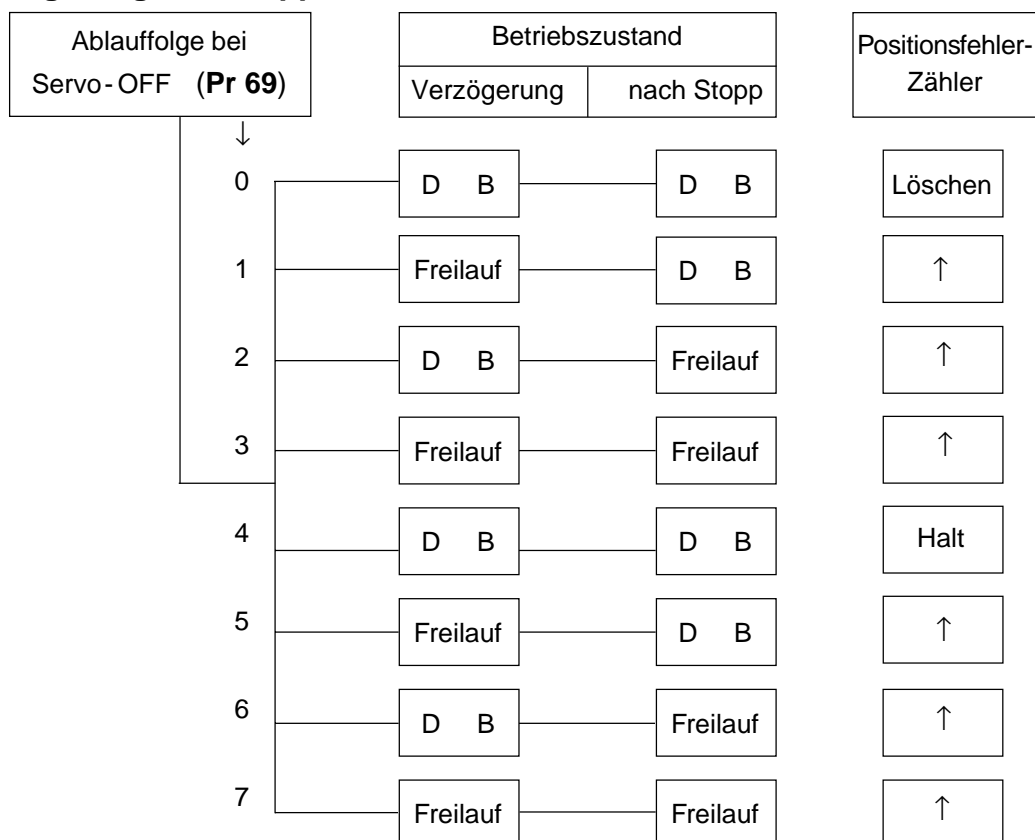 Ablauffolge bei
Servo-OFF (Pr 69)
↓
Betriebszustand
Verzögerung nach Stopp
Positionsfehler-
Zähler
0 D B D B Löschen
1 Freilauf D B ↑
2 D B Freilauf ↑
3 Freilauf Freilauf ↑
4 D B D B Halt
5 Freilauf D B ↑
6 D B Freilauf ↑
7 Freilauf Freilauf ↑